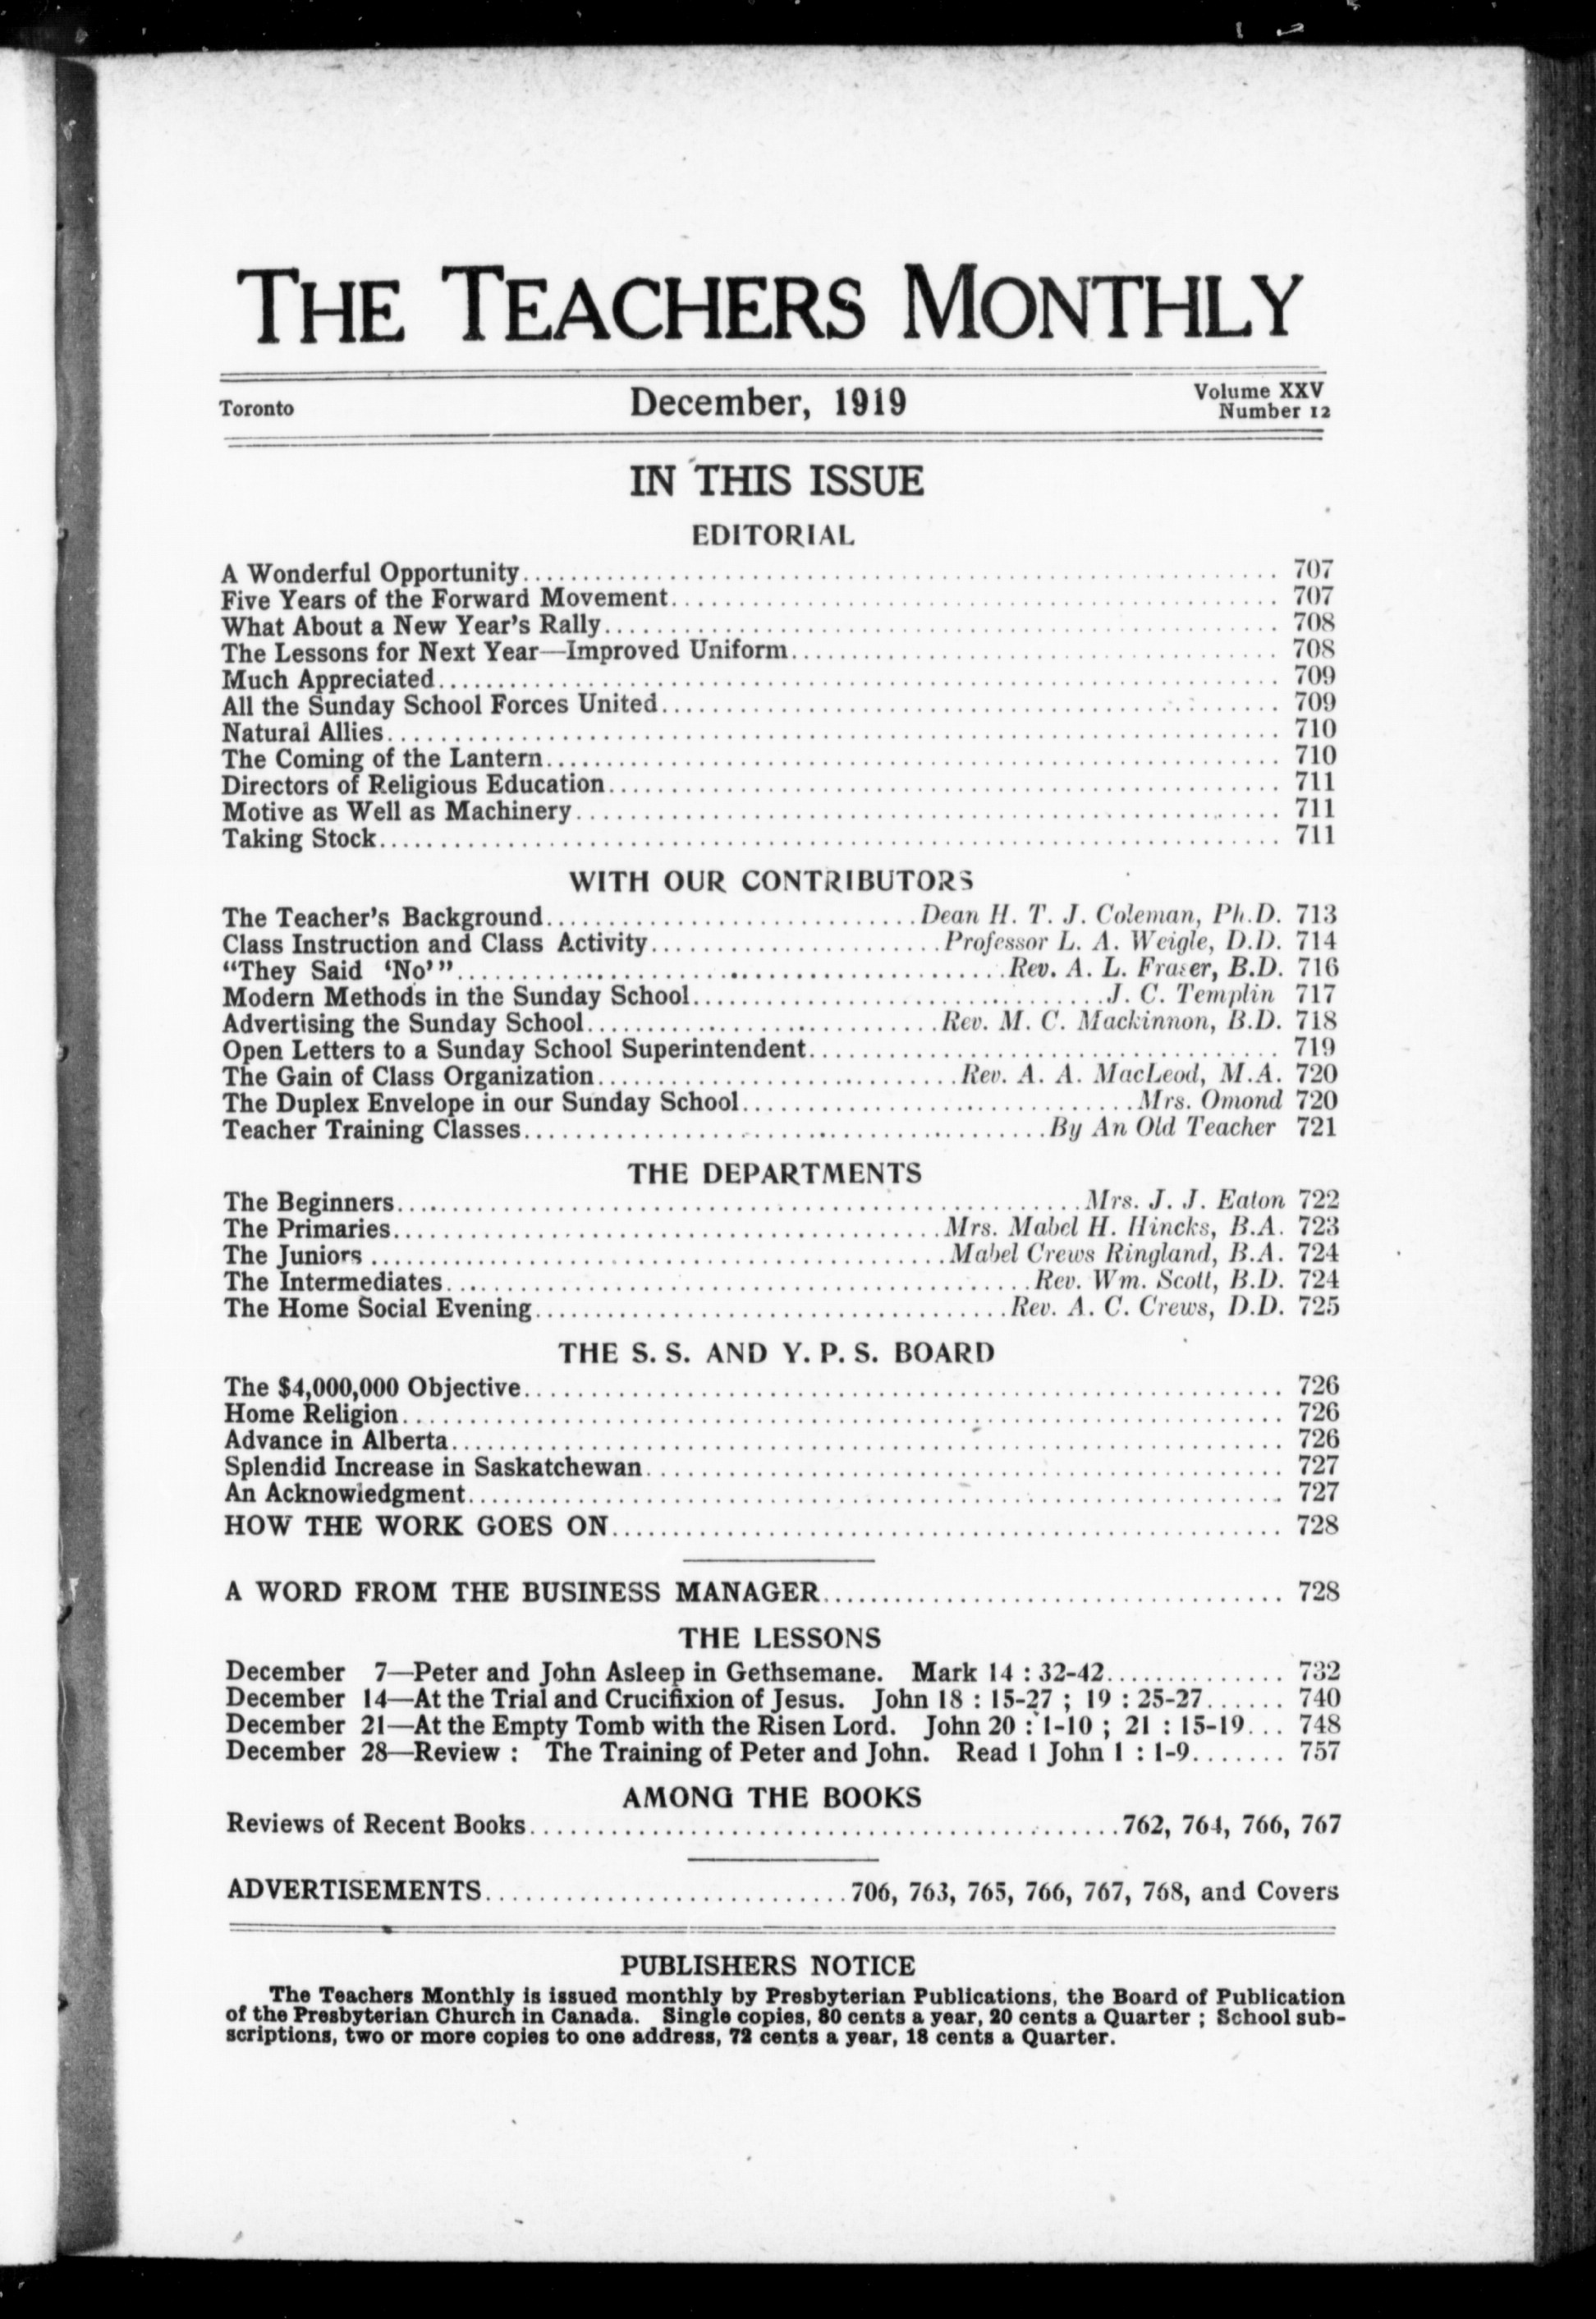 THE TEACHERS MONTHLY
Toronto December, 1919 Volume XXV
Number 12
IN THIS ISSUE
EDITORIAL
A Wonderful Opportunity 707
Five Years of the Forward Movement 707
What About a New Year's Rally 708
The Lessons for Next Year—Improved Uniform 708
Much Appreciated 709
All the Sunday School Forces United 709
Natural Allies 710
The Coming of the Lantern 710
Directors of Religious Education 711
Motive as Well as Machinery 711
Taking Stock 711
WITH OUR CONTRIBUTORS
The Teacher's Background Dean H. T. J. Coleman, Ph.D. 713
Class Instruction and Class Activity Professor L. A. Weigle, D.D. 714
"They Said 'No'" Rev. A. L. Fraser, B.D. 716
Modern Methods in the Sunday School J. C. Templin 717
Advertising the Sunday School Rev. M. C. Mackinnon, B.D. 718
Open Letters to a Sunday School Superintendent 719
The Gain of Class Organization Rev. A. A. MacLeod, M.A. 720
The Duplex Envelope in our Sunday School Mrs. Omond 720
Teacher Training Classes By An Old Teacher 721
THE DEPARTMENTS
The Beginners Mrs. J. J. Eaton 722
The Primaries Mrs. Mabel H. Hincks, B.A. 723
The Juniors Mabel Crews Ringland, B.A. 724
The Intermediates Rev. Wm. Scott, B.D. 724
The Home Social Evening Rev. A. C. Crews, D.D. 725
THE S. S. AND Y. P. S. BOARD
The $4,000,000 Objective 726
Home Religion 726
Advance in Alberta 726
Splendid Increase in Saskatchewan 727
An Acknowledgment 727
HOW THE WORK GOES ON 728
A WORD FROM THE BUSINESS MANAGER 728
THE LESSONS
December 7—Peter and John Asleep in Gethsemane. Mark 14 : 32-42 732
December 14—At the Trial and Crucifixion of Jesus. John 18 : 15-27 ; 19 : 25-27 740
December 21—At the Empty Tomb with the Risen Lord. John 20 : 1-10 ; 21 : 15-19 748
December 28—Review : The Training of Peter and John. Read 1 John 1 : 1-9 757
AMONG THE BOOKS
Reviews of Recent Books 762, 764, 766, 767
ADVERTISEMENTS 706, 763, 765, 766, 767, 768, and Covers
PUBLISHERS NOTICE
The Teachers Monthly is issued monthly by Presbyterian Publications, the Board of Publication
of the Presbyterian Church in Canada. Single copies, 80 cents a year, 20 cents a Quarter ; School sub-
scriptions, two or more copies to one address, 72 cents a year, 18 cents a Quarter.